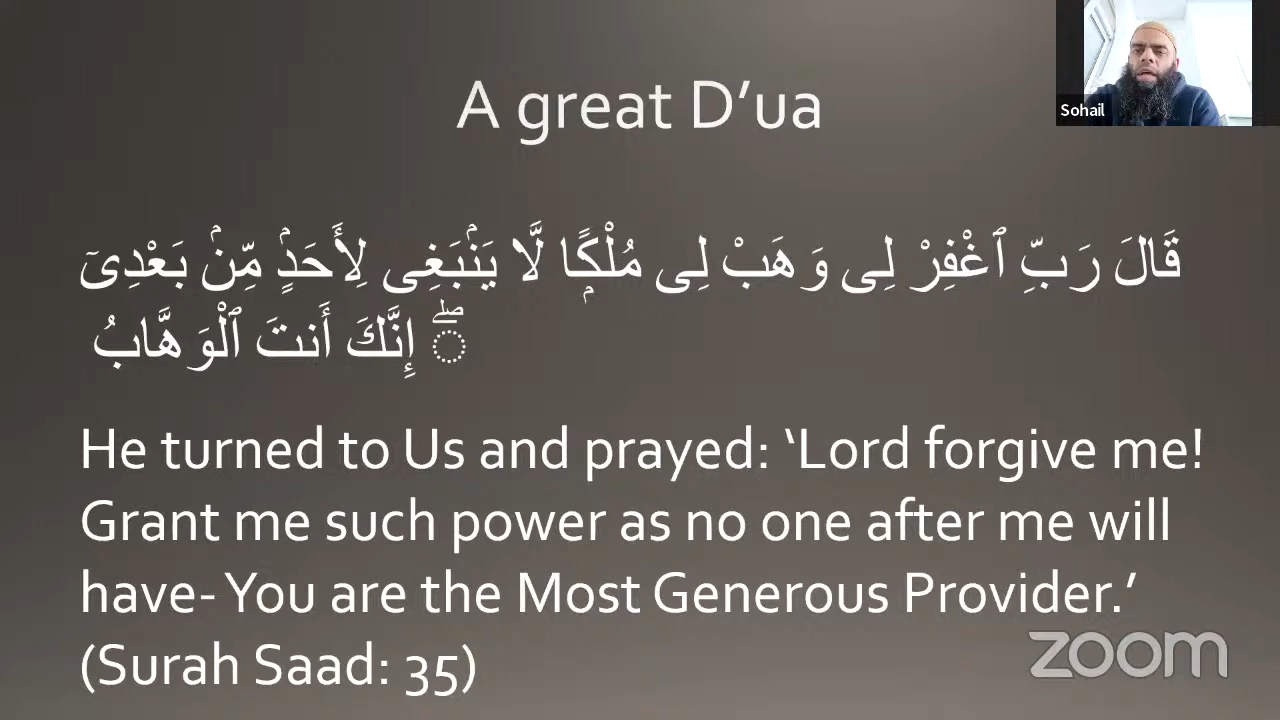 A great D’ua
Sohail
قَالَ رَبِّ ٱغْفِرْ لِى وَهَبْ لِى مُلْكًۭا لَّا يَنۢبَغِى لِأَحَدٍۢ مِّنۢ بَعْدِىٓ
ۖ إِنَّكَ أَنتَ ٱلْوَهَّابُ
He turned to Us and prayed: ‘Lord forgive me!
Grant me such power as no one after me will
have- You are the Most Generous Provider.’
(Surah Saad: 35)
zoom